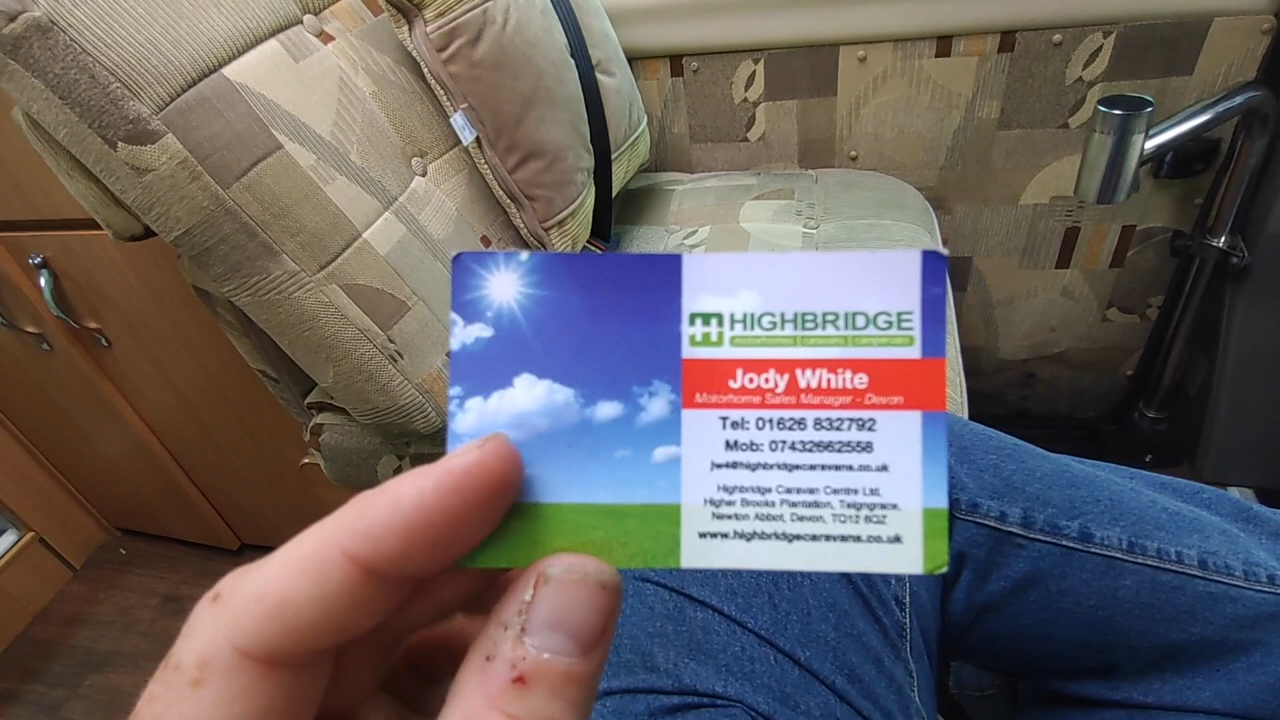 HIGHBRIDGE
motorhomes | caravans | campervans
Jody White
Motorhome Sales Manager - Devon
Tel: 01626 832792
Mob: 07432662558
jw4@highbridgecaravans.co.uk
Highbridge Caravan Centre Ltd,
Higher Brooks Plantation, Teigngrace,
Newton Abbot, Devon, TQ12 6QZ
www.highbridgecaravans.co.uk